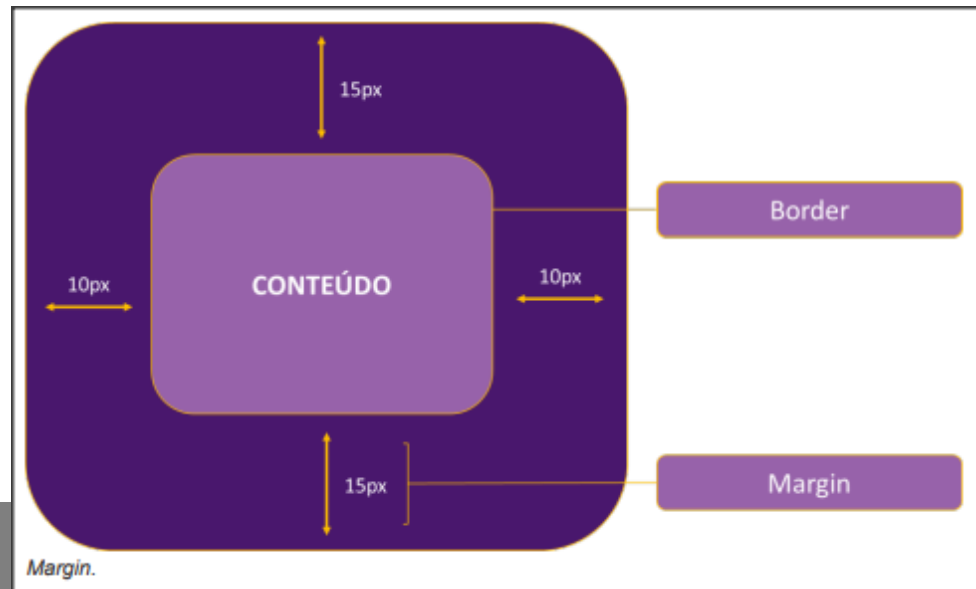 15px
Border
10px
CONTEÚDO
10px
15px
Margin
Margin.